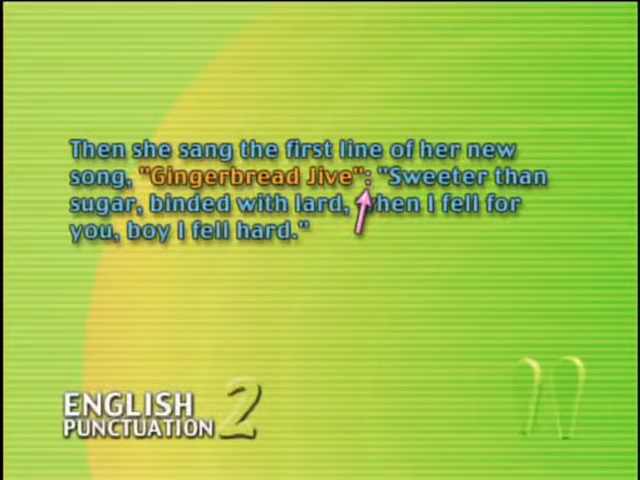 Then she sang the first line of her new
song, "Gingerbread Jive": "Sweeter than
sugar, binded with lard, when I fell for
you, boy I fell hard."
ENGLISH
PUNCTUATION 2